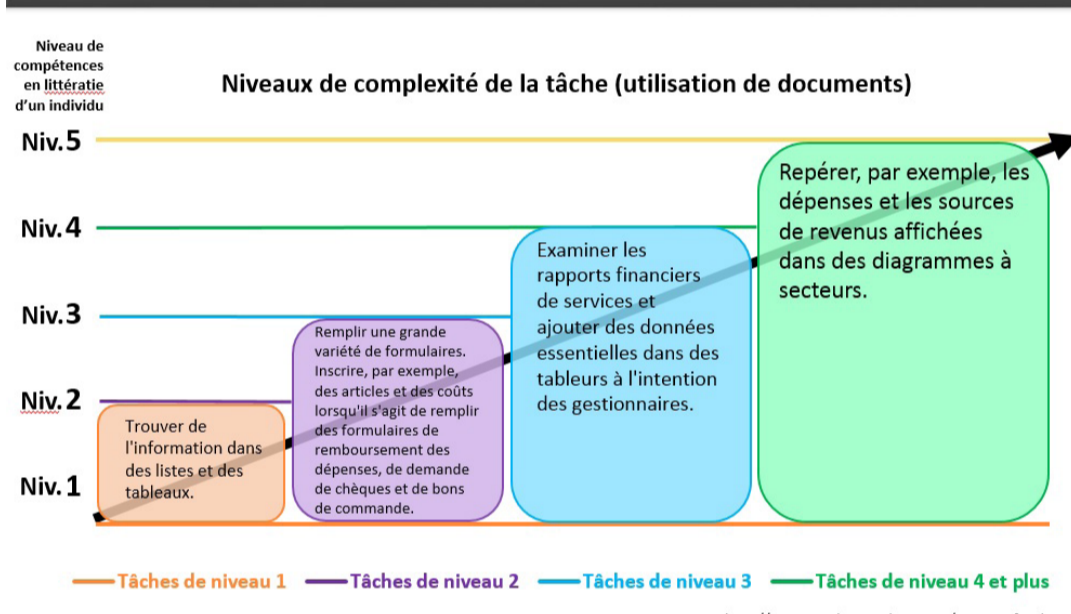 Niveau de
compétences
en littératie
d'un individu
Niveaux de complexité de la tâche (utilisation de documents)
Niv.5
Niv.4
Niv.3
Niv.2
Niv.1
Trouver de
l'information dans
des listes et des
tableaux.
Remplir une grande
variété de formulaires.
Inscrire, par exemple,
des articles et des coûts
lorsqu'il s'agit de remplir
des formulaires de
remboursement des
dépenses, de demande
de chèques et de bons
de commande.
Examiner les
rapports financiers
de services et
ajouter des données
essentielles dans des
tableurs à l'intention
des gestionnaires.
Repérer, par exemple, les
dépenses et les sources
de revenus affichées
dans des diagrammes à
secteurs.
Tâches de niveau 1
Tâches de niveau 2
Tâches de niveau 3
Tâches de niveau 4 et plus